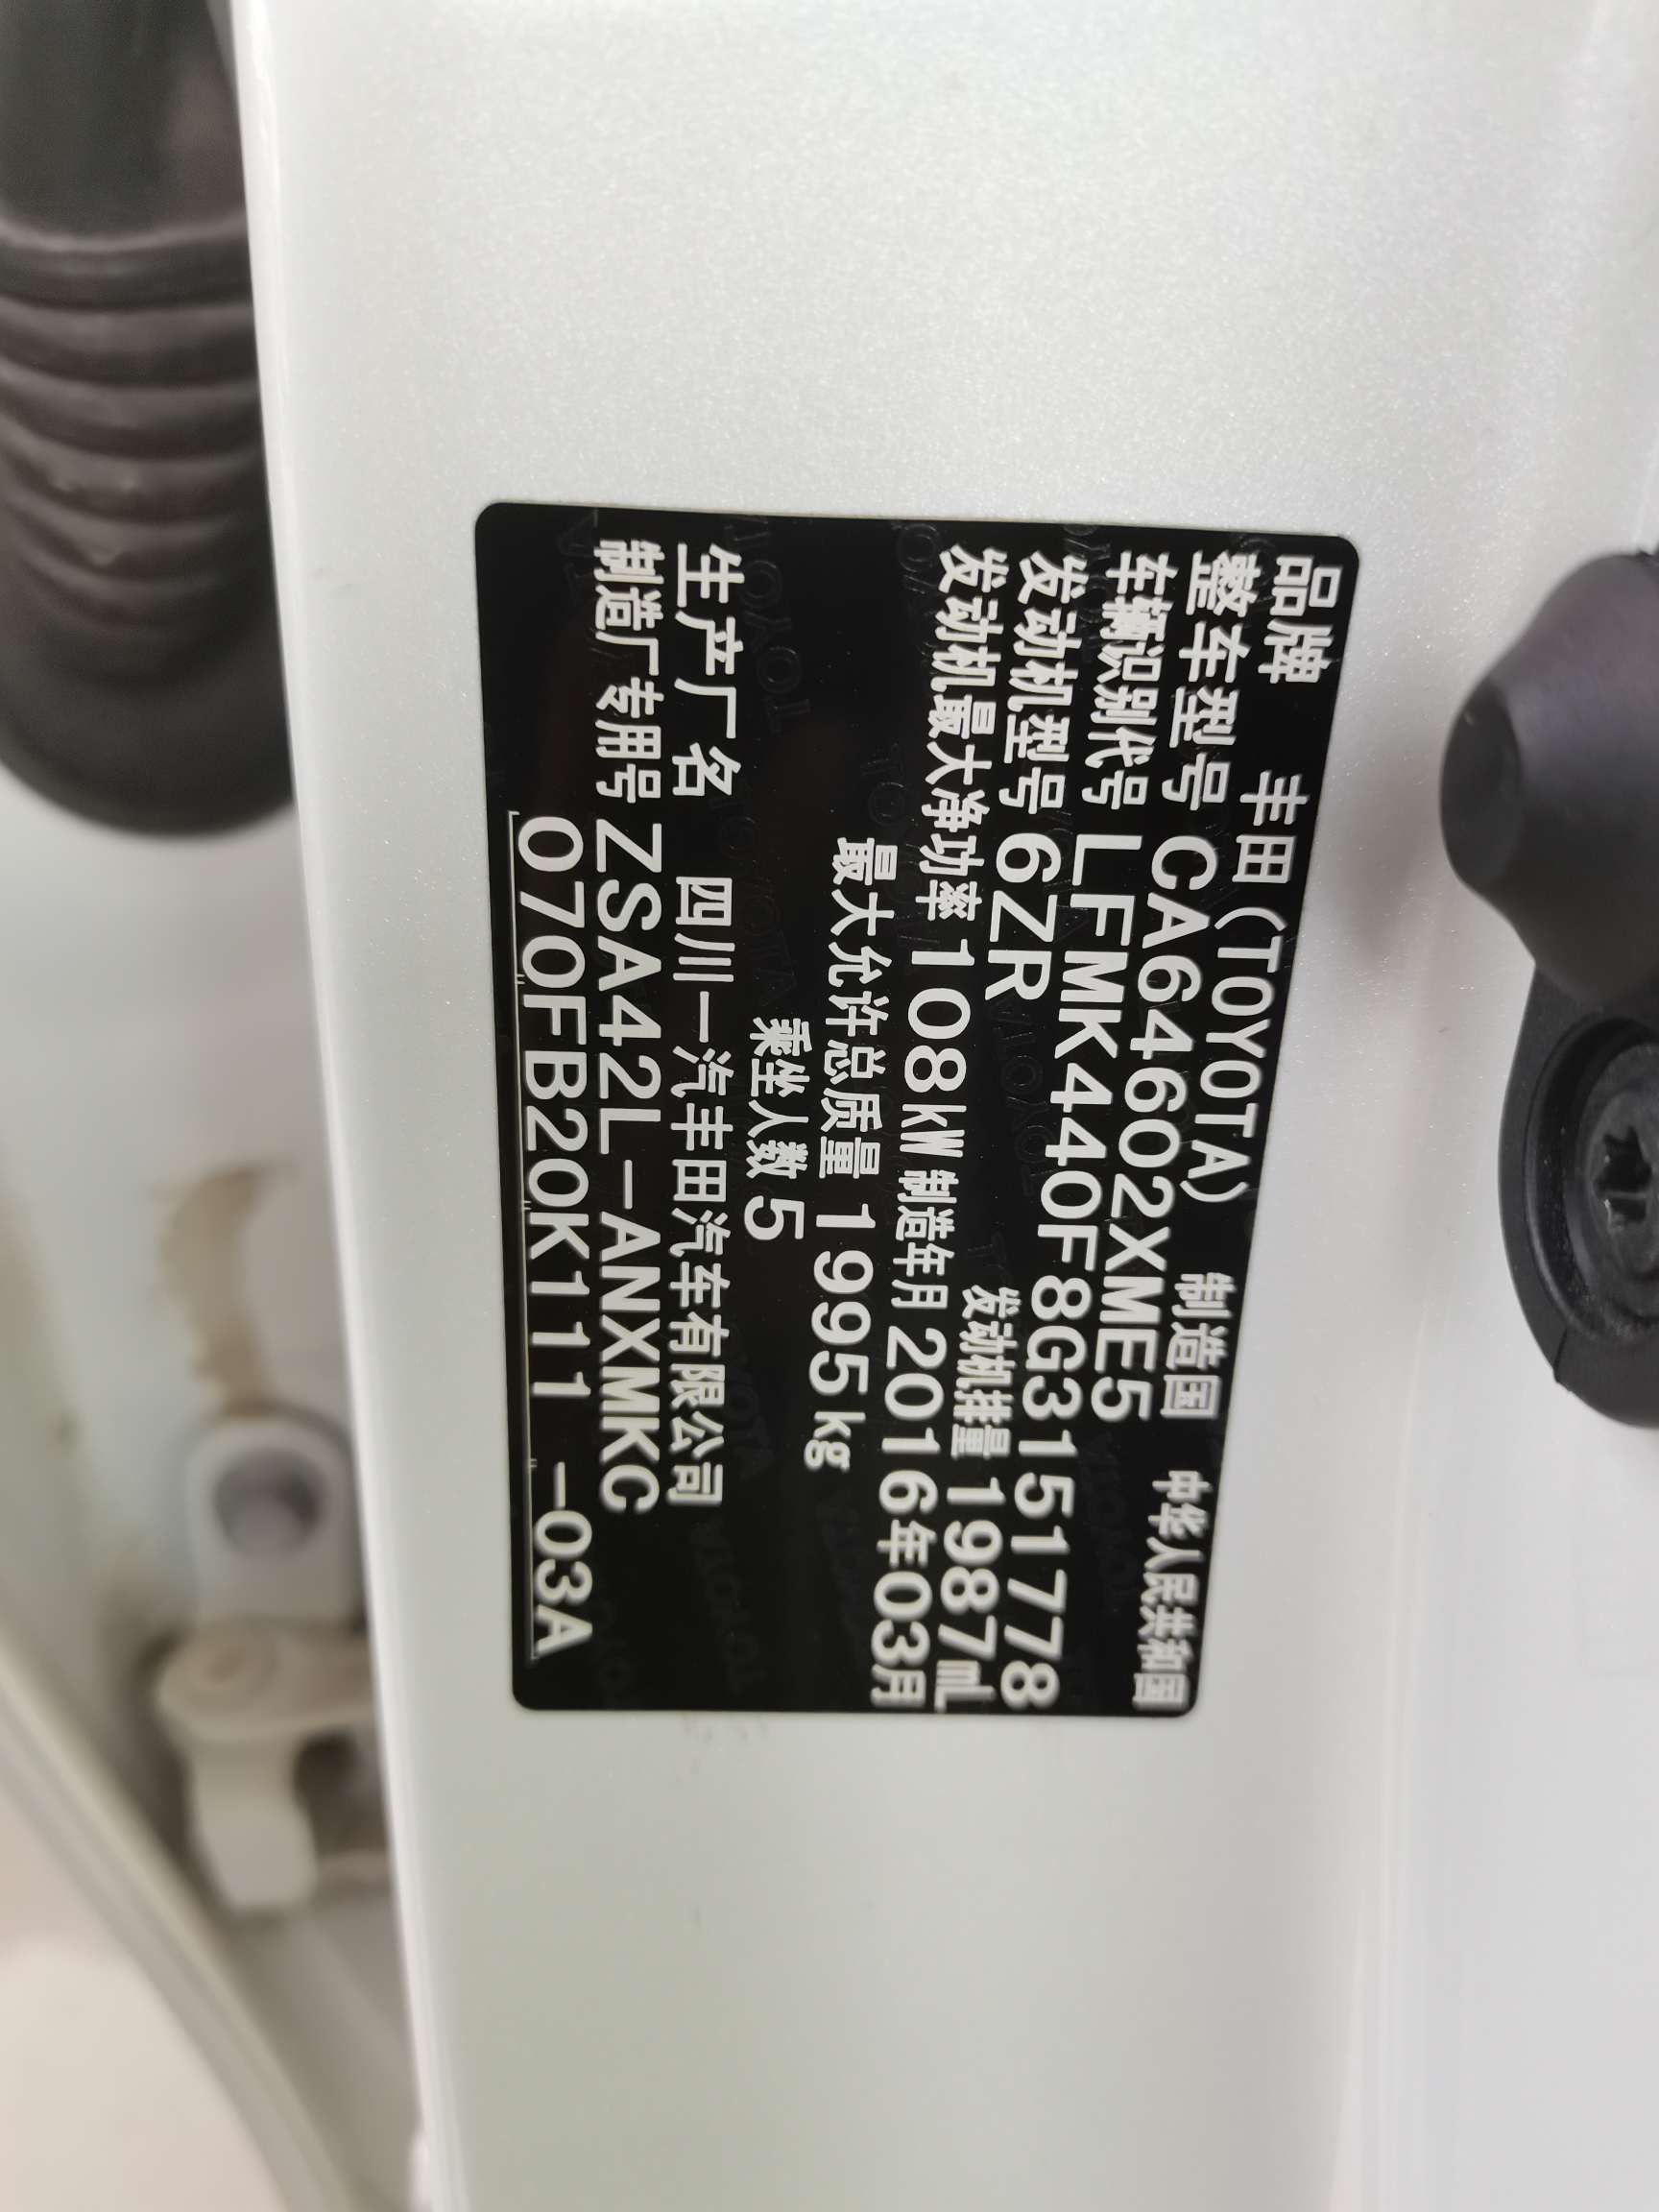 品牌 丰田(TOYOTA) 制造国 中华人民共和国
整车型号 CA64602XME5
车辆识别代号 LFMK440F8G3151778
发动机型号 6ZR 发动机排量 1987mL
发动机最大净功率 108kW 制造年月 2016年03月
最大允许总质量 1995kg
乘坐人数 5
生产厂名 四川一汽丰田汽车有限公司
制造厂专用号 ZSA42L-ANXMKC
070FB20K111 -03A